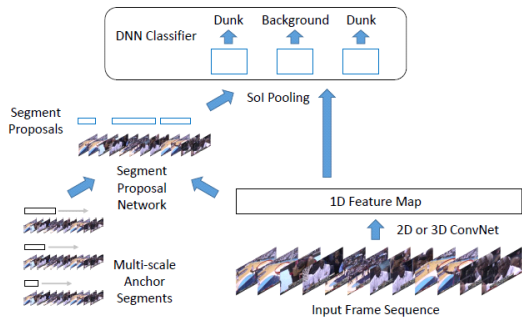 Dunk Background Dunk
DNN Classifier
SoI Pooling
Segment
Proposals
Segment
Proposal
Network
1D Feature Map
2D or 3D ConvNet
Multi-scale
Anchor
Segments
Input Frame Sequence